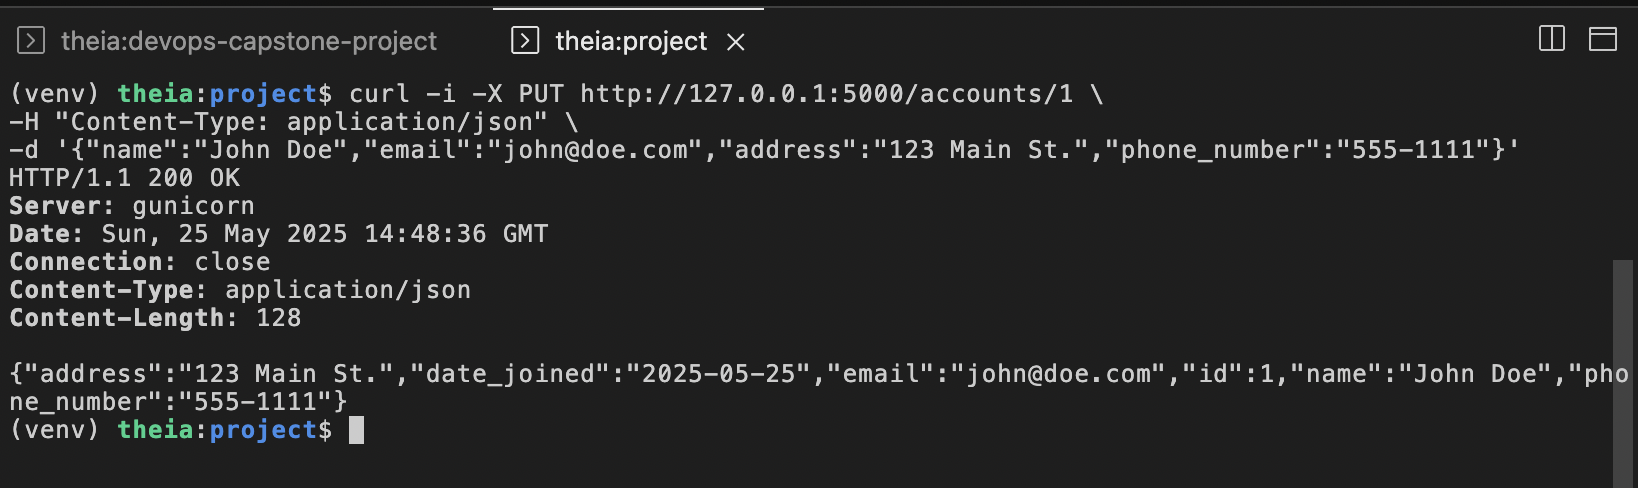 theia:devops-capstone-project theia:project
(venv) theia:project$ curl -i -X PUT http://127.0.0.1:5000/accounts/1 \
-H "Content-Type: application/json" \
-d '{"name":"John Doe","email":"john@doe.com","address":"123 Main St.","phone_number":"555-1111"}'
HTTP/1.1 200 OK
Server: gunicorn
Date: Sun, 25 May 2025 14:48:36 GMT
Connection: close
Content-Type: application/json
Content-Length: 128

{"address":"123 Main St.","date_joined":"2025-05-25","email":"john@doe.com","id":1,"name":"John Doe","pho
ne_number":"555-1111"}
(venv) theia:project$